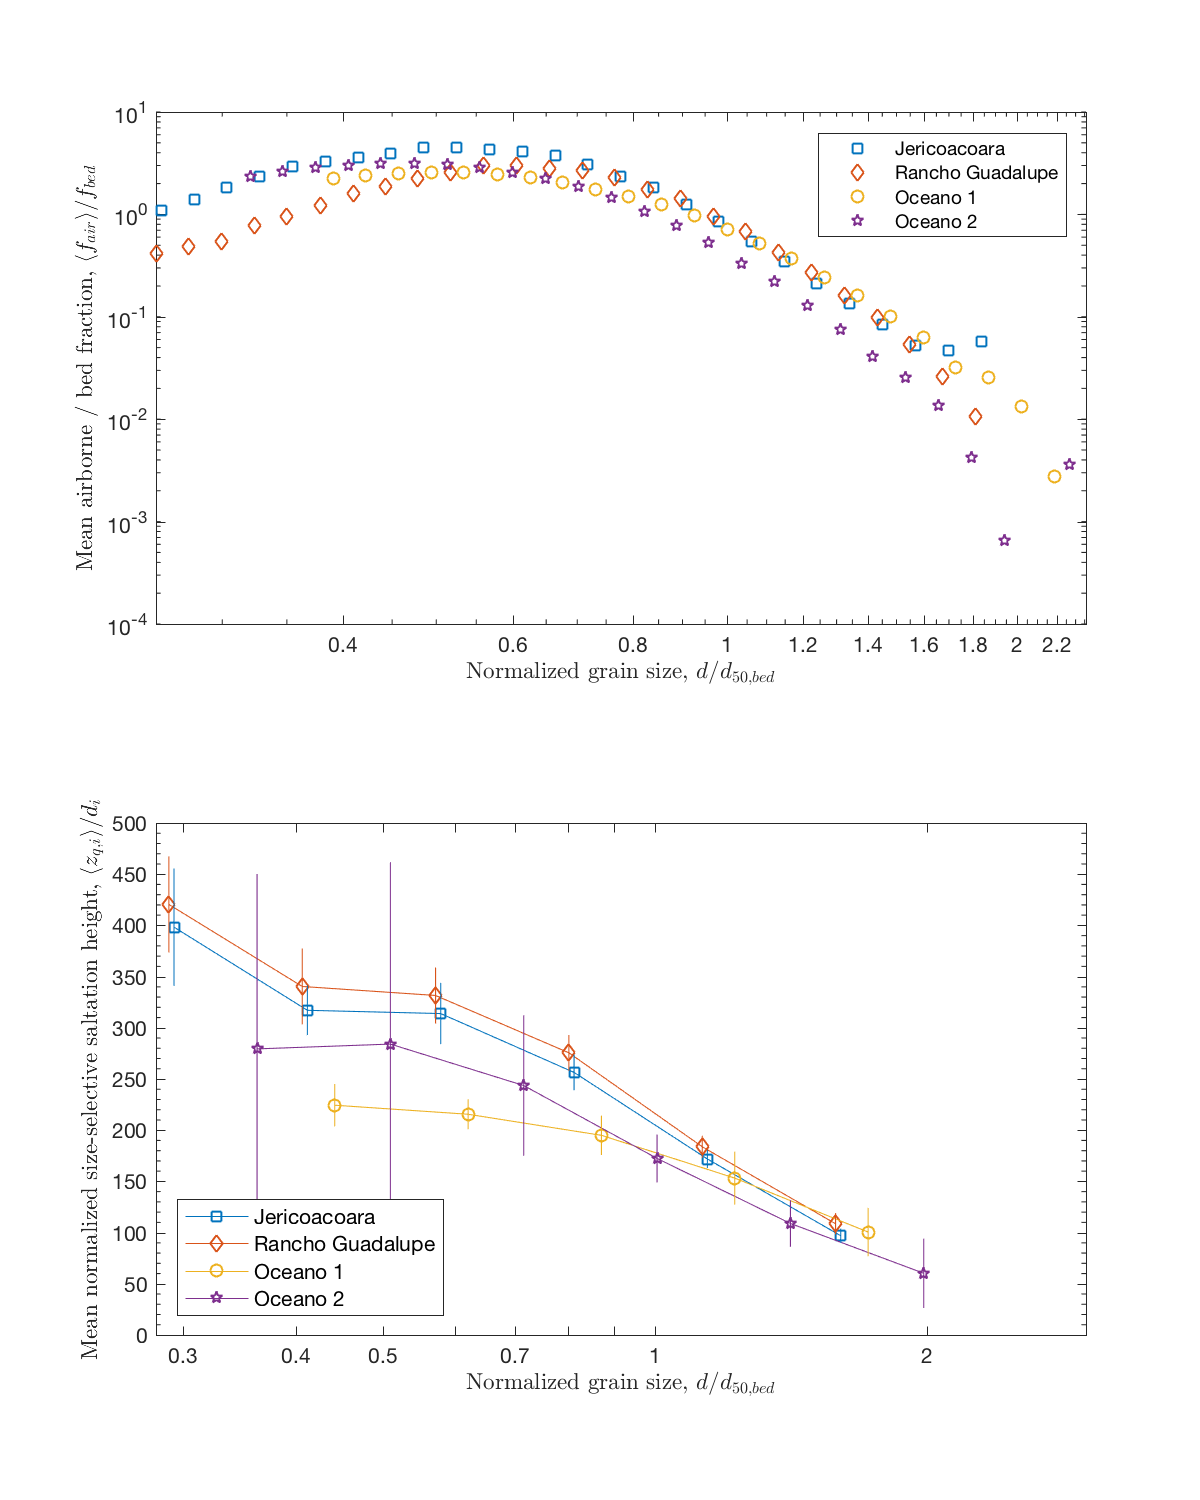 10^1
10^0
10^-1
10^-2
10^-3
10^-4
Mean airborne / bed fraction, ⟨f_air⟩/f_bed
Jericoacoara
Rancho Guadalupe
Oceano 1
Oceano 2
0.4 0.6 0.8 1 1.2 1.4 1.6 1.8 2 2.2
Normalized grain size, d/d_50,bed
500
450
400
350
300
250
200
150
100
50
0
Mean normalized size-selective saltation height, ⟨z_q,i⟩/d_i
Jericoacoara
Rancho Guadalupe
Oceano 1
Oceano 2
0.3 0.4 0.5 0.7 1 2
Normalized grain size, d/d_50,bed